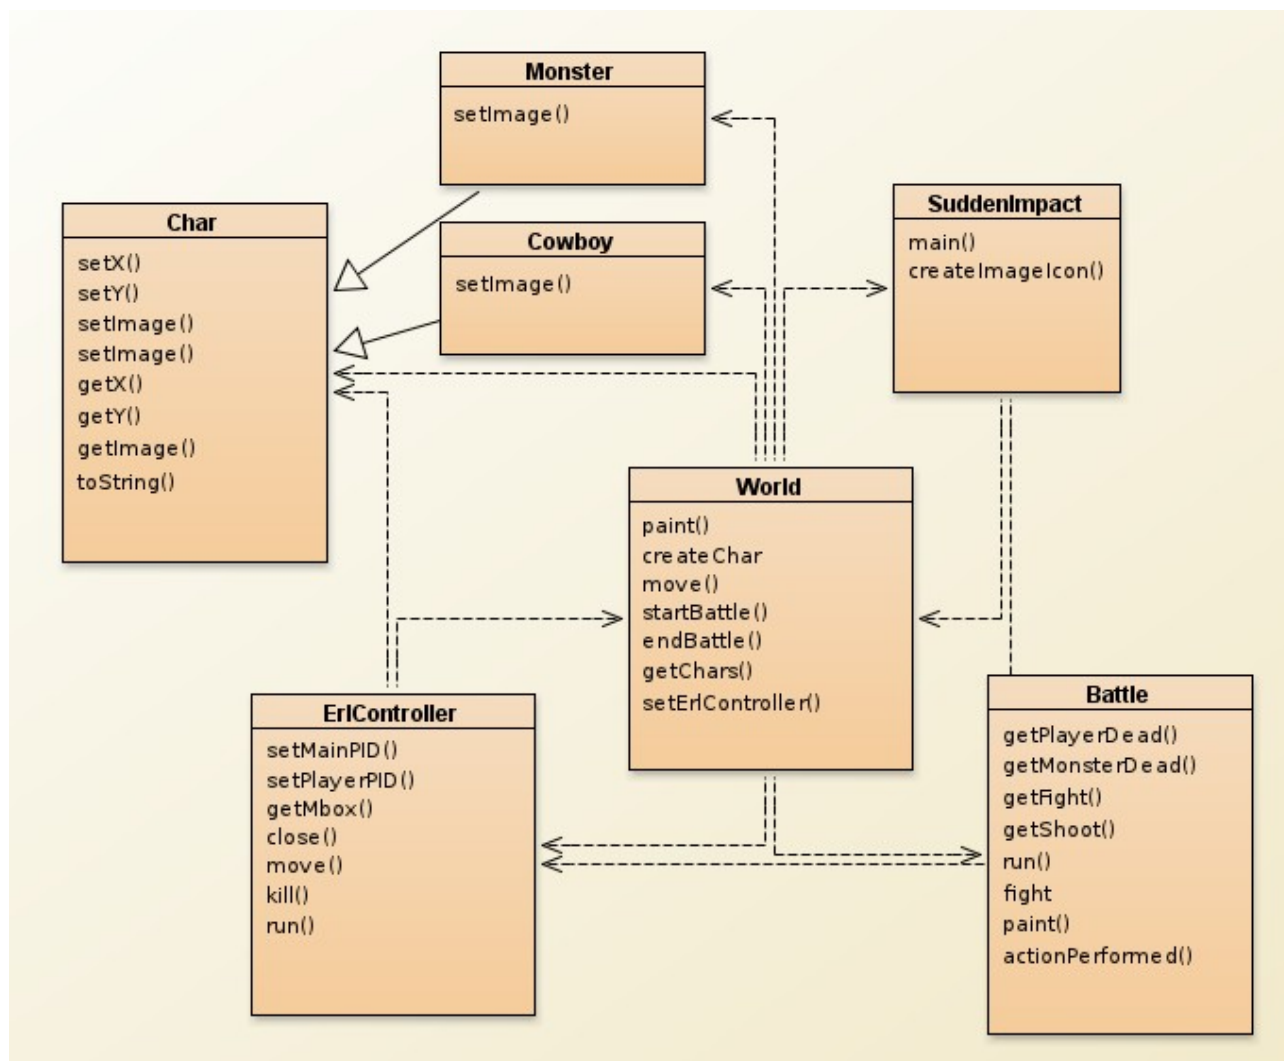 Monster
setImage()
Char
setX()
setY()
setImage()
setImage()
getX()
getY()
getImage()
toString()
Cowboy
setImage()
SuddenImpact
main()
createImageIcon()
World
paint()
createChar
move()
startBattle()
endBattle()
getChars()
setErlController()
ErlController
setMainPID()
setPlayerPID()
getMbox()
close()
move()
kill()
run()
Battle
getPlayerDead()
getMonsterDead()
getFight()
getShoot()
run()
fight
paint()
actionPerformed()